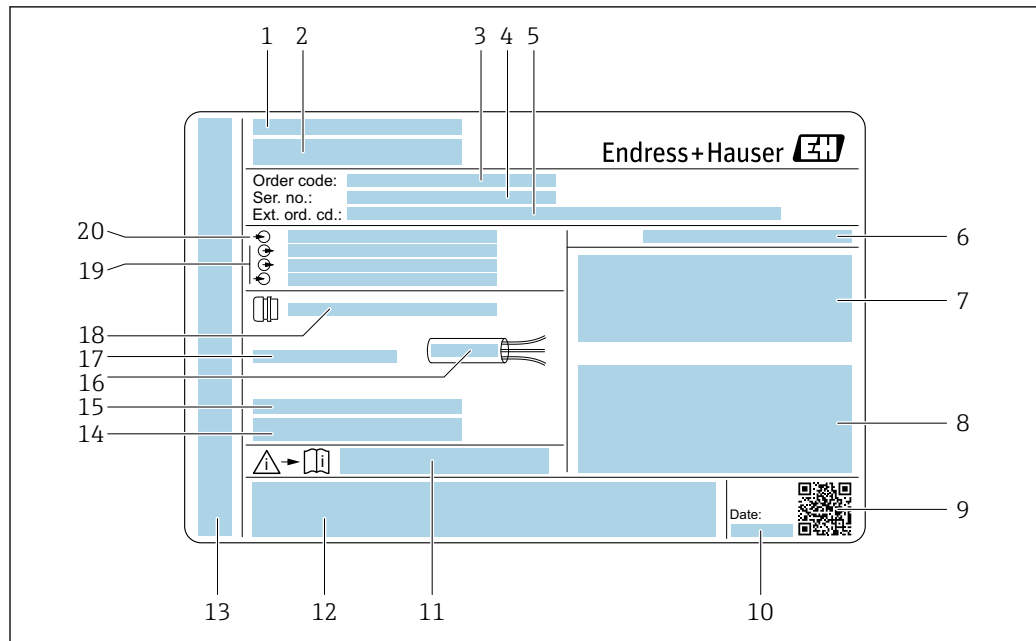 1 2 3 4 5
Endress+Hauser EH
Order code:
Ser. no.:
Ext. ord. cd.:
20
6
19
7
18
17
16
15
14
8
i i
Date:
9
13 12 11 10